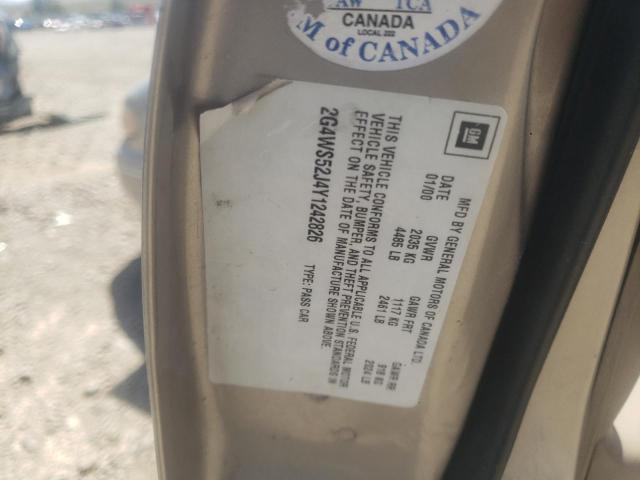 AW TCA
CANADA
LOCAL 222
M of CANADA
GM
MFD BY GENERAL MOTORS OF CANADA LTD.
DATE GVWR GAWR FRT GAWR RR
01/00 2035 KG 1117 KG 918 KG
4485 LB 2461 LB 2024 LB
THIS VEHICLE CONFORMS TO ALL APPLICABLE U.S. FEDERAL MOTOR
VEHICLE SAFETY, BUMPER, AND THEFT PREVENTION STANDARDS IN
EFFECT ON THE DATE OF MANUFACTURE SHOWN ABOVE.
2G4WS52J4Y1242826 TYPE: PASS CAR